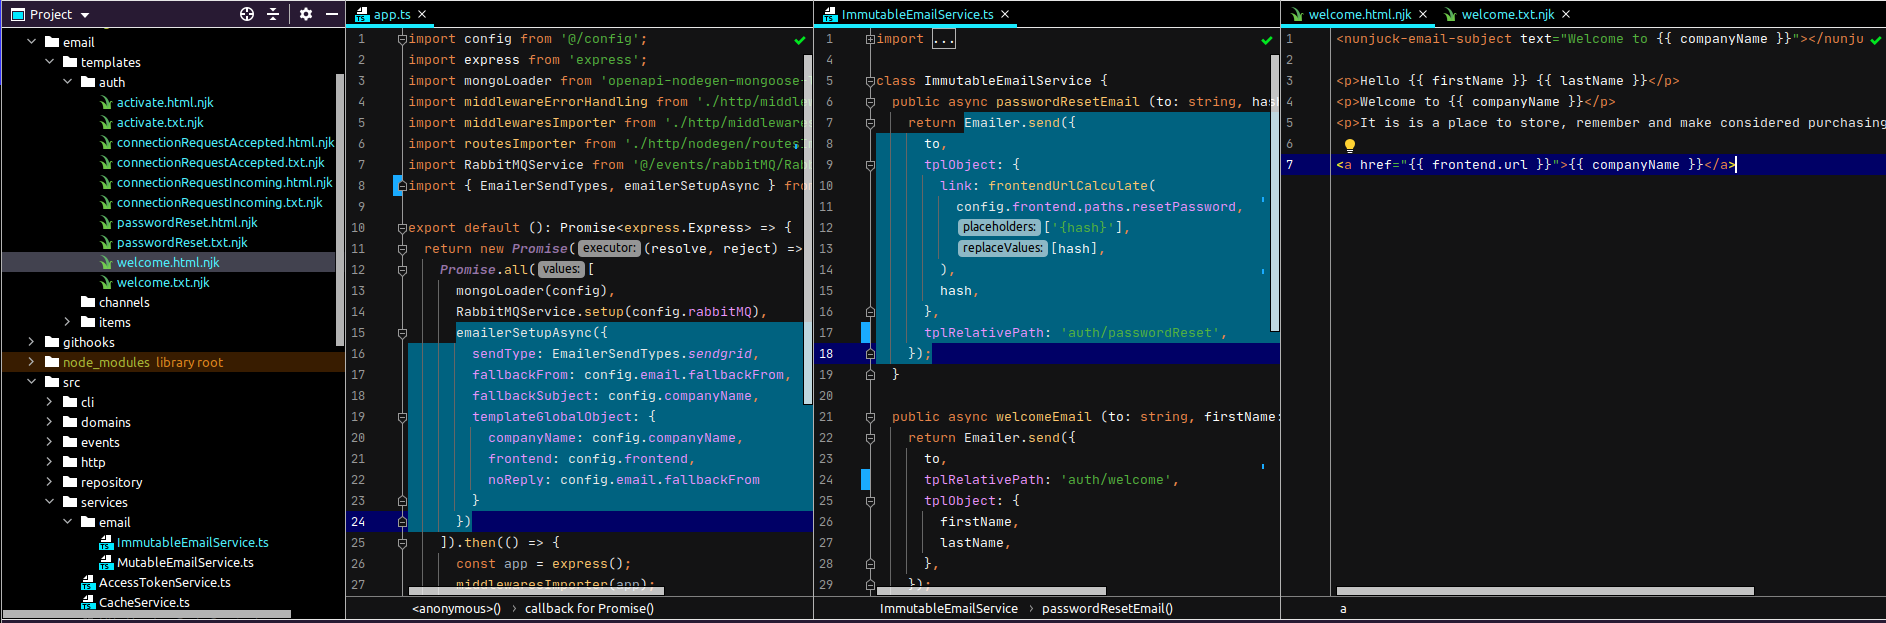 Project
email
templates
auth
activate.html.njk
activate.txt.njk
connectionRequestAccepted.html.njk
connectionRequestAccepted.txt.njk
connectionRequestIncoming.html.njk
connectionRequestIncoming.txt.njk
passwordReset.html.njk
passwordReset.txt.njk
welcome.html.njk
welcome.txt.njk
channels
items
githooks
node_modules library root
src
cli
domains
events
http
repository
services
email
ImmutableEmailService.ts
MutableEmailService.ts
AccessTokenService.ts
CacheService.ts
app.ts
1 import config from '@/config';
2 import express from 'express';
3 import mongoLoader from 'openapi-nodegen-mongoose-
4 import middlewareErrorHandling from './http/middlew
5 import middlewaresImporter from './http/middlewares
6 import routesImporter from './http/nodegen/routesIm
7 import RabbitMQService from '@/events/rabbitMQ/Rab
8 import { EmailerSendTypes, emailerSetupAsync } from
9
10 export default (): Promise<express.Express> => {
11 return new Promise( executor: (resolve, reject) =>
12 Promise.all( values: [
13 mongoLoader(config),
14 RabbitMQService.setup(config.rabbitMQ),
15 emailerSetupAsync({
16 sendType: EmailerSendTypes.sendgrid,
17 fallbackFrom: config.email.fallbackFrom,
18 fallbackSubject: config.companyName,
19 templateGlobalObject: {
20 companyName: config.companyName,
21 frontend: config.frontend,
22 noReply: config.email.fallbackFrom
23 }
24 })
25 ]).then(() => {
26 const app = express();
27 middlewaresImporter(app);
<anonymous>() › callback for Promise()
ImmutableEmailService.ts
1 import ...
4
5 class ImmutableEmailService {
6 public async passwordResetEmail (to: string, hash
7 return Emailer.send({
8 to,
9 tplObject: {
10 link: frontendUrlCalculate(
11 config.frontend.paths.resetPassword,
12 placeholders: ['{hash}'],
13 replaceValues: [hash],
14 ),
15 hash,
16 },
17 tplRelativePath: 'auth/passwordReset',
18 });
19 }
20
21 public async welcomeEmail (to: string, firstName:
22 return Emailer.send({
23 to,
24 tplRelativePath: 'auth/welcome',
25 tplObject: {
26 firstName,
27 lastName,
28 },
29 });
ImmutableEmailService › passwordResetEmail()
welcome.html.njk welcome.txt.njk
1 <nunjuck-email-subject text="Welcome to {{ companyName }}"></nunju
2
3 <p>Hello {{ firstName }} {{ lastName }}</p>
4 <p>Welcome to {{ companyName }}</p>
5 <p>It is is a place to store, remember and make considered purchasing
6
7 <a href="{{ frontend.url }}">{{ companyName }}</a>
a